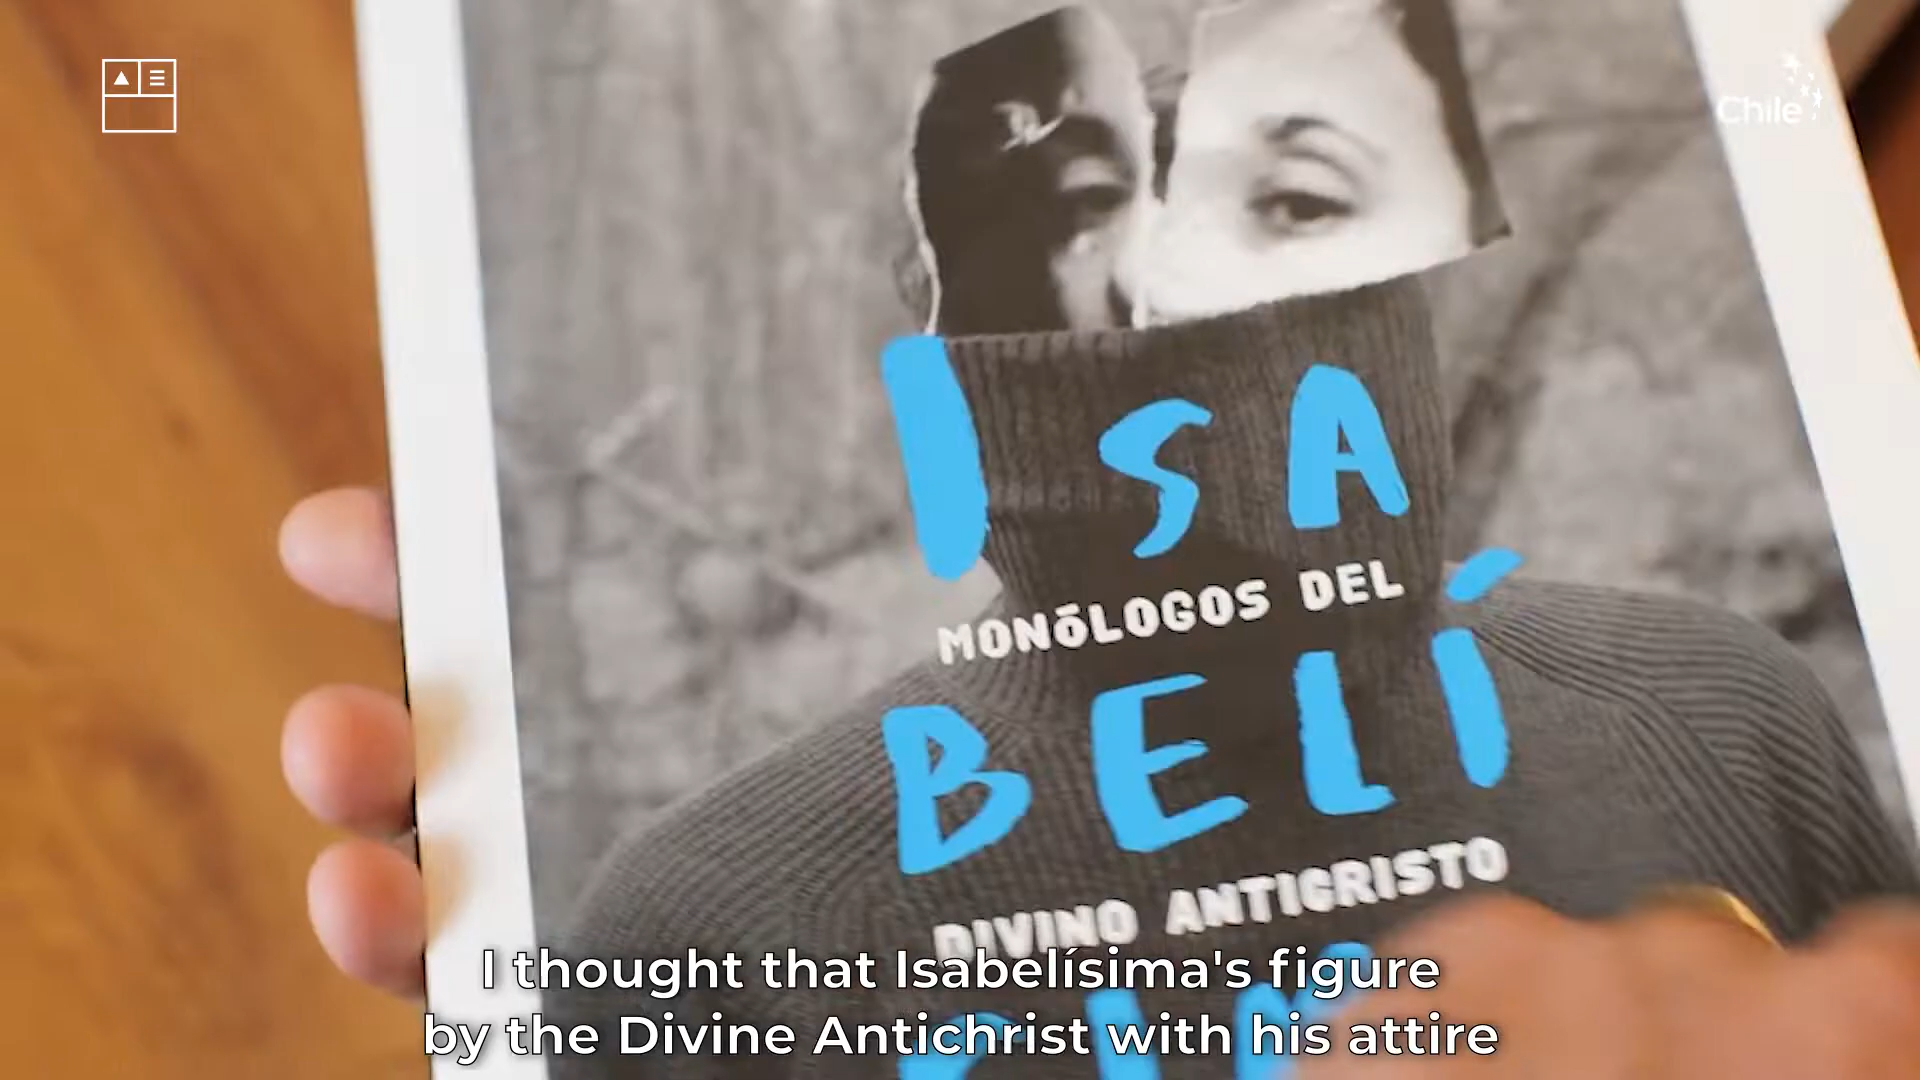 Chile
ISA
MONÓLOGOS DEL
BELÍ
DIVINO ANTICRISTO
I thought that Isabelísima's figure
by the Divine Antichrist with his attire